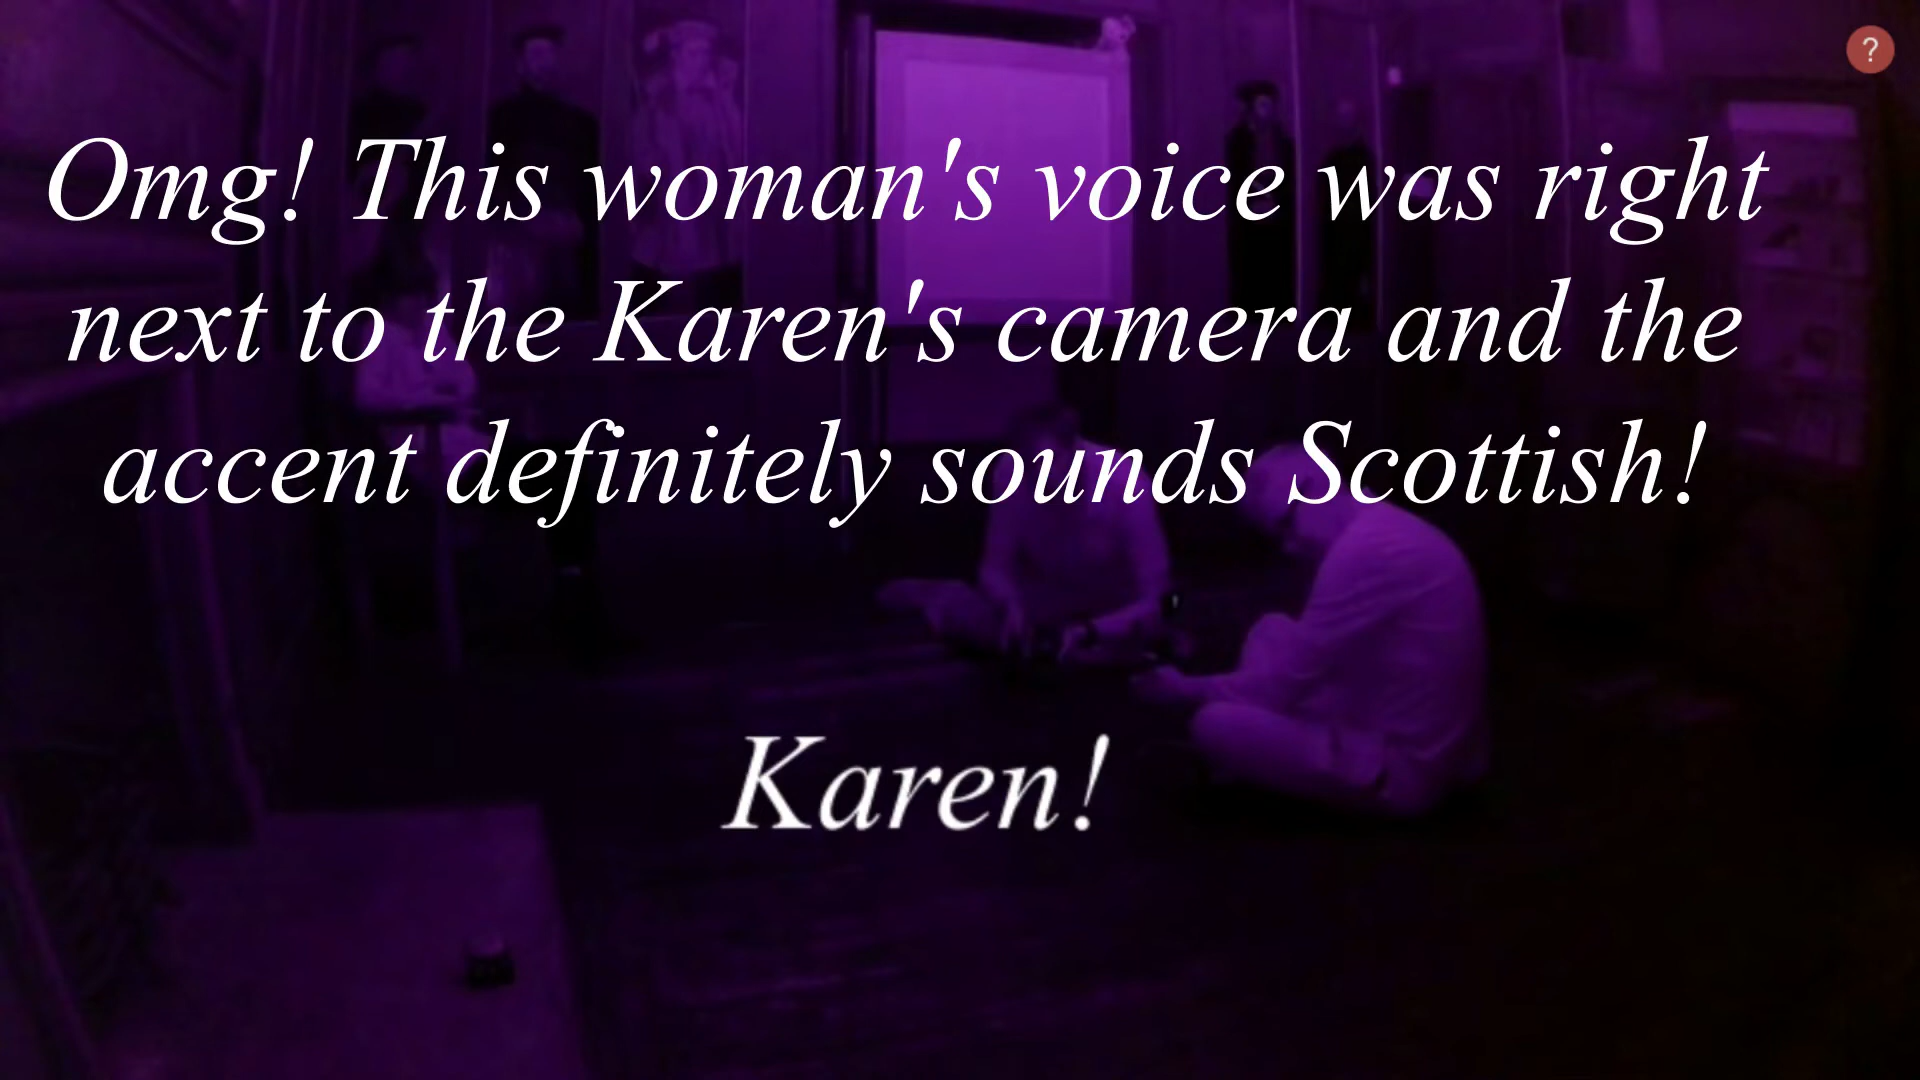 ?
Omg! This woman's voice was right
next to the Karen's camera and the
accent definitely sounds Scottish!
Karen!